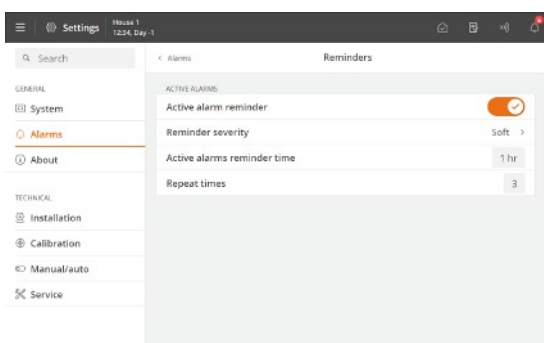 Settings
House 1
12:34, Day -1
Search
GENERAL
System
Alarms
About
TECHNICAL
Installation
Calibration
Manual/auto
Service
Alarms
Reminders
ACTIVE ALARMS
Active alarm reminder
Reminder severity
Soft
Active alarms reminder time
1 hr
Repeat times
3